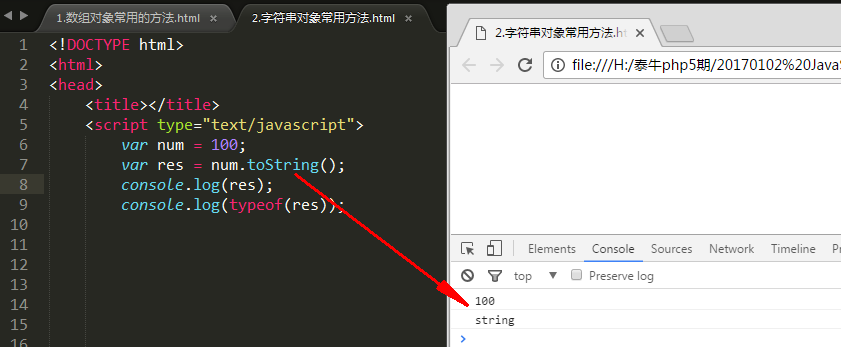 1.数组对象常用的方法.html ×
2.字符串对象常用方法.html ×
1 <!DOCTYPE html>
2 <html>
3 <head>
4 <title></title>
5 <script type="text/javascript">
6 var num = 100;
7 var res = num.toString();
8 console.log(res);
9 console.log(typeof(res));
10
11
12
13
14
15
16
2.字符串对象常用方法.ht ×
file:///H:/泰牛php5期/20170102%20JavaS
Elements Console Sources Network Timeline Pr
top ▼ Preserve log
100
string
>